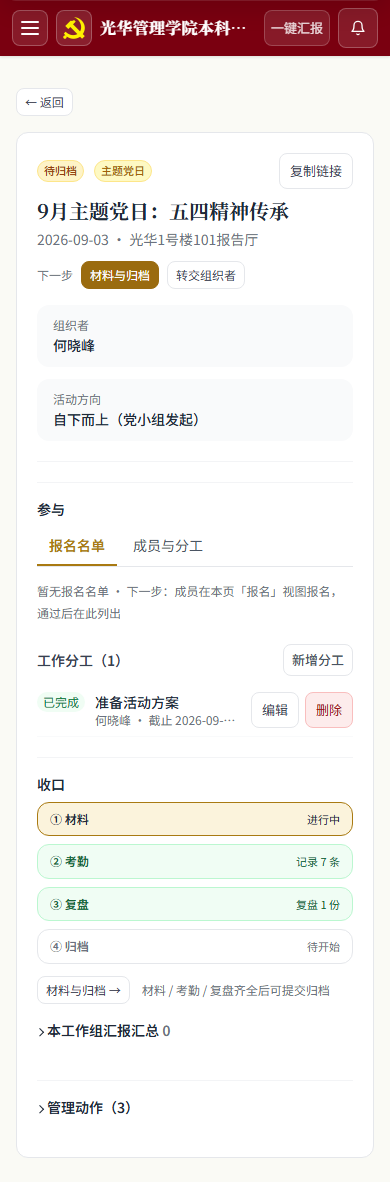 光华管理学院本科…
一键汇报
← 返回
待归档
主题党日
复制链接
9月主题党日：五四精神传承
2026-09-03 • 光华1号楼101报告厅
下一步
材料与归档
转交组织者
组织者
何晓峰
活动方向
自下而上（党小组发起）
参与
报名名单
成员与分工
暂无报名名单 • 下一步：成员在本页「报名」视图报名，
通过后在此列出
工作分工（1）
新增分工
已完成
准备活动方案
何晓峰 • 截止 2026-09-…
编辑
删除
收口
① 材料
进行中
② 考勤
记录 7 条
③ 复盘
复盘 1 份
④ 归档
待开始
材料与归档 →
材料 / 考勤 / 复盘齐全后可提交归档
本工作组汇报汇总 0
管理动作（3）